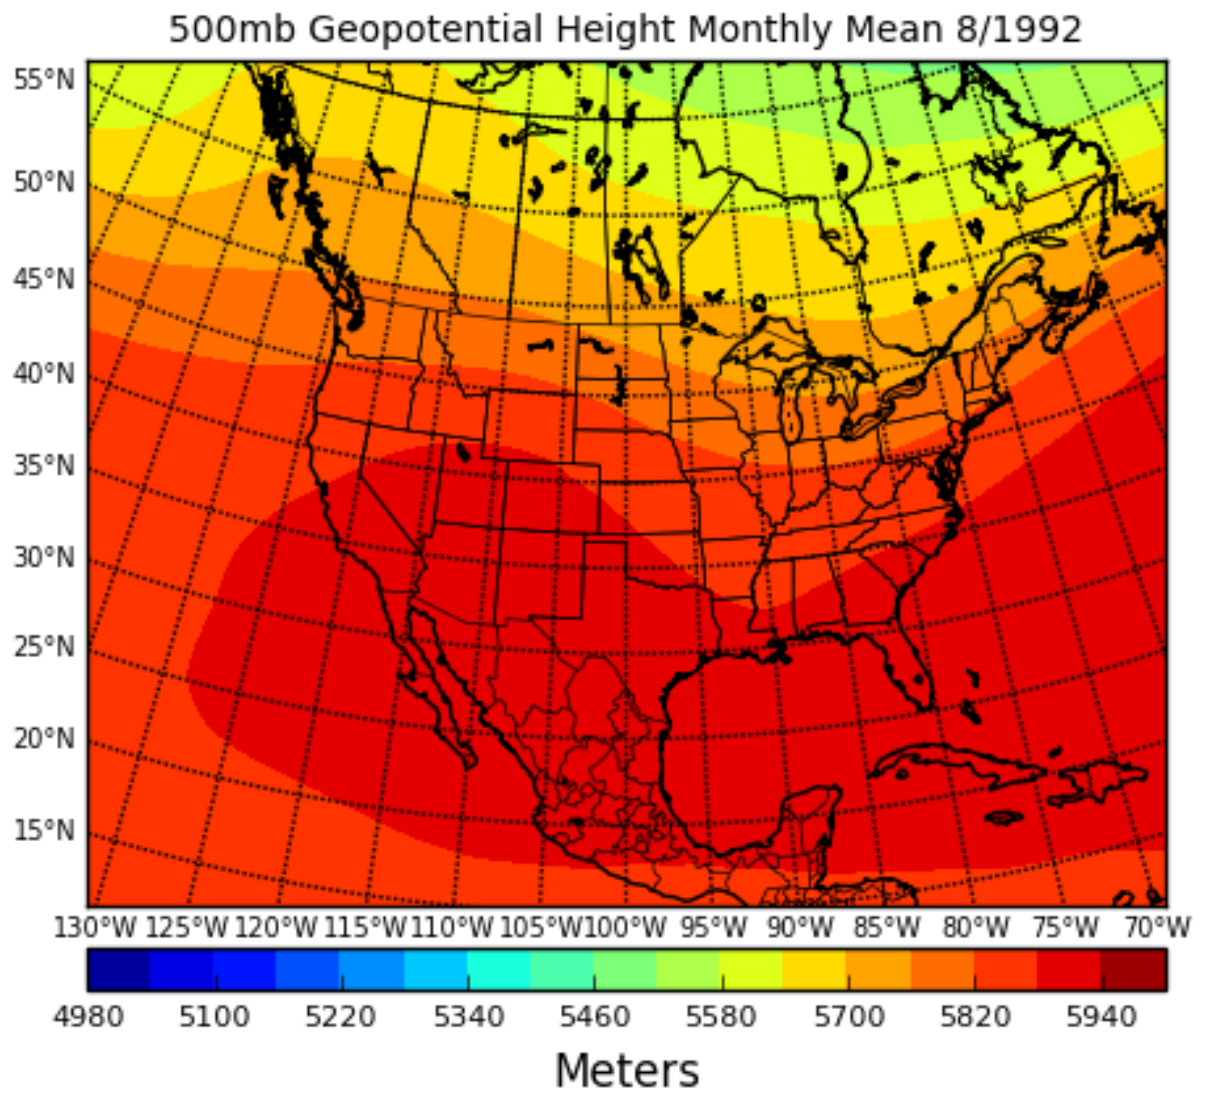 500mb Geopotential Height Monthly Mean 8/1992
55°N
50°N
45°N
40°N
35°N
30°N
25°N
20°N
15°N
130°W 125°W 120°W 115°W 110°W 105°W 100°W 95°W 90°W 85°W 80°W 75°W 70°W
4980 5100 5220 5340 5460 5580 5700 5820 5940
Meters